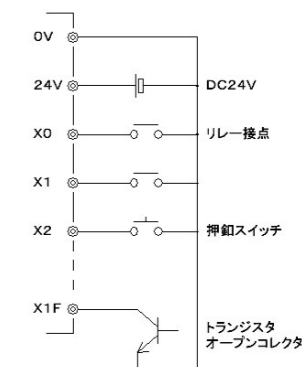 0V
24V
DC24V
X0
リレー接点
X1
X2
押釦スイッチ
X1F
トランジスタ
オープンコレクタ